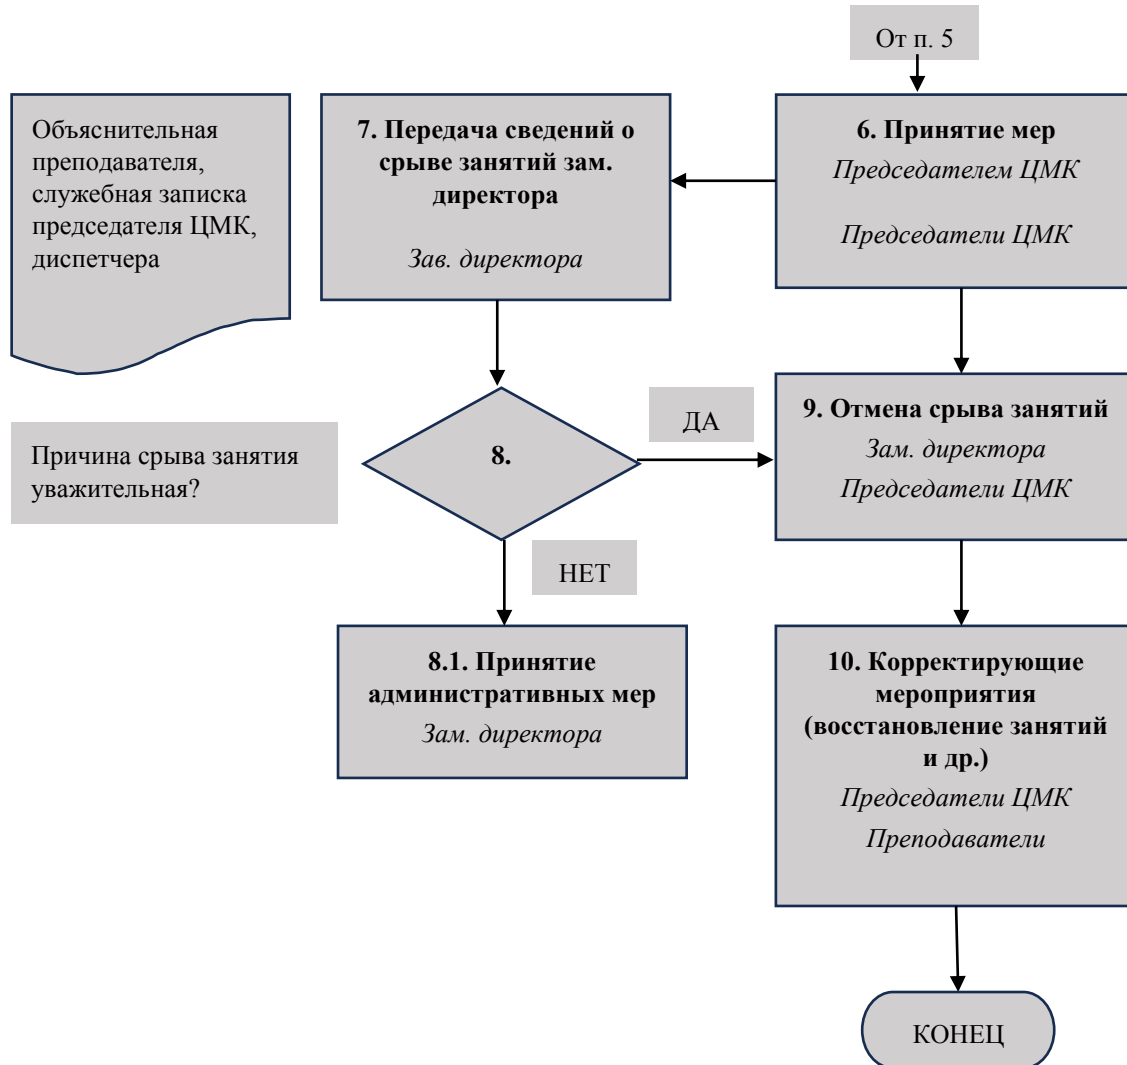 От п. 5
Объяснительная
преподавателя,
служебная записка
председателя ЦМК,
диспетчера
7. Передача сведений о
срыве занятий зам.
директора
Зав. директора
6. Принятие мер
Председателем ЦМК
Председатели ЦМК
Причина срыва занятия
уважительная?
8.
ДА
9. Отмена срыва занятий
Зам. директора
Председатели ЦМК
НЕТ
8.1. Принятие
административных мер
Зам. директора
10. Корректирующие
мероприятия
(восстановление занятий
и др.)
Председатели ЦМК
Преподаватели
КОНЕЦ